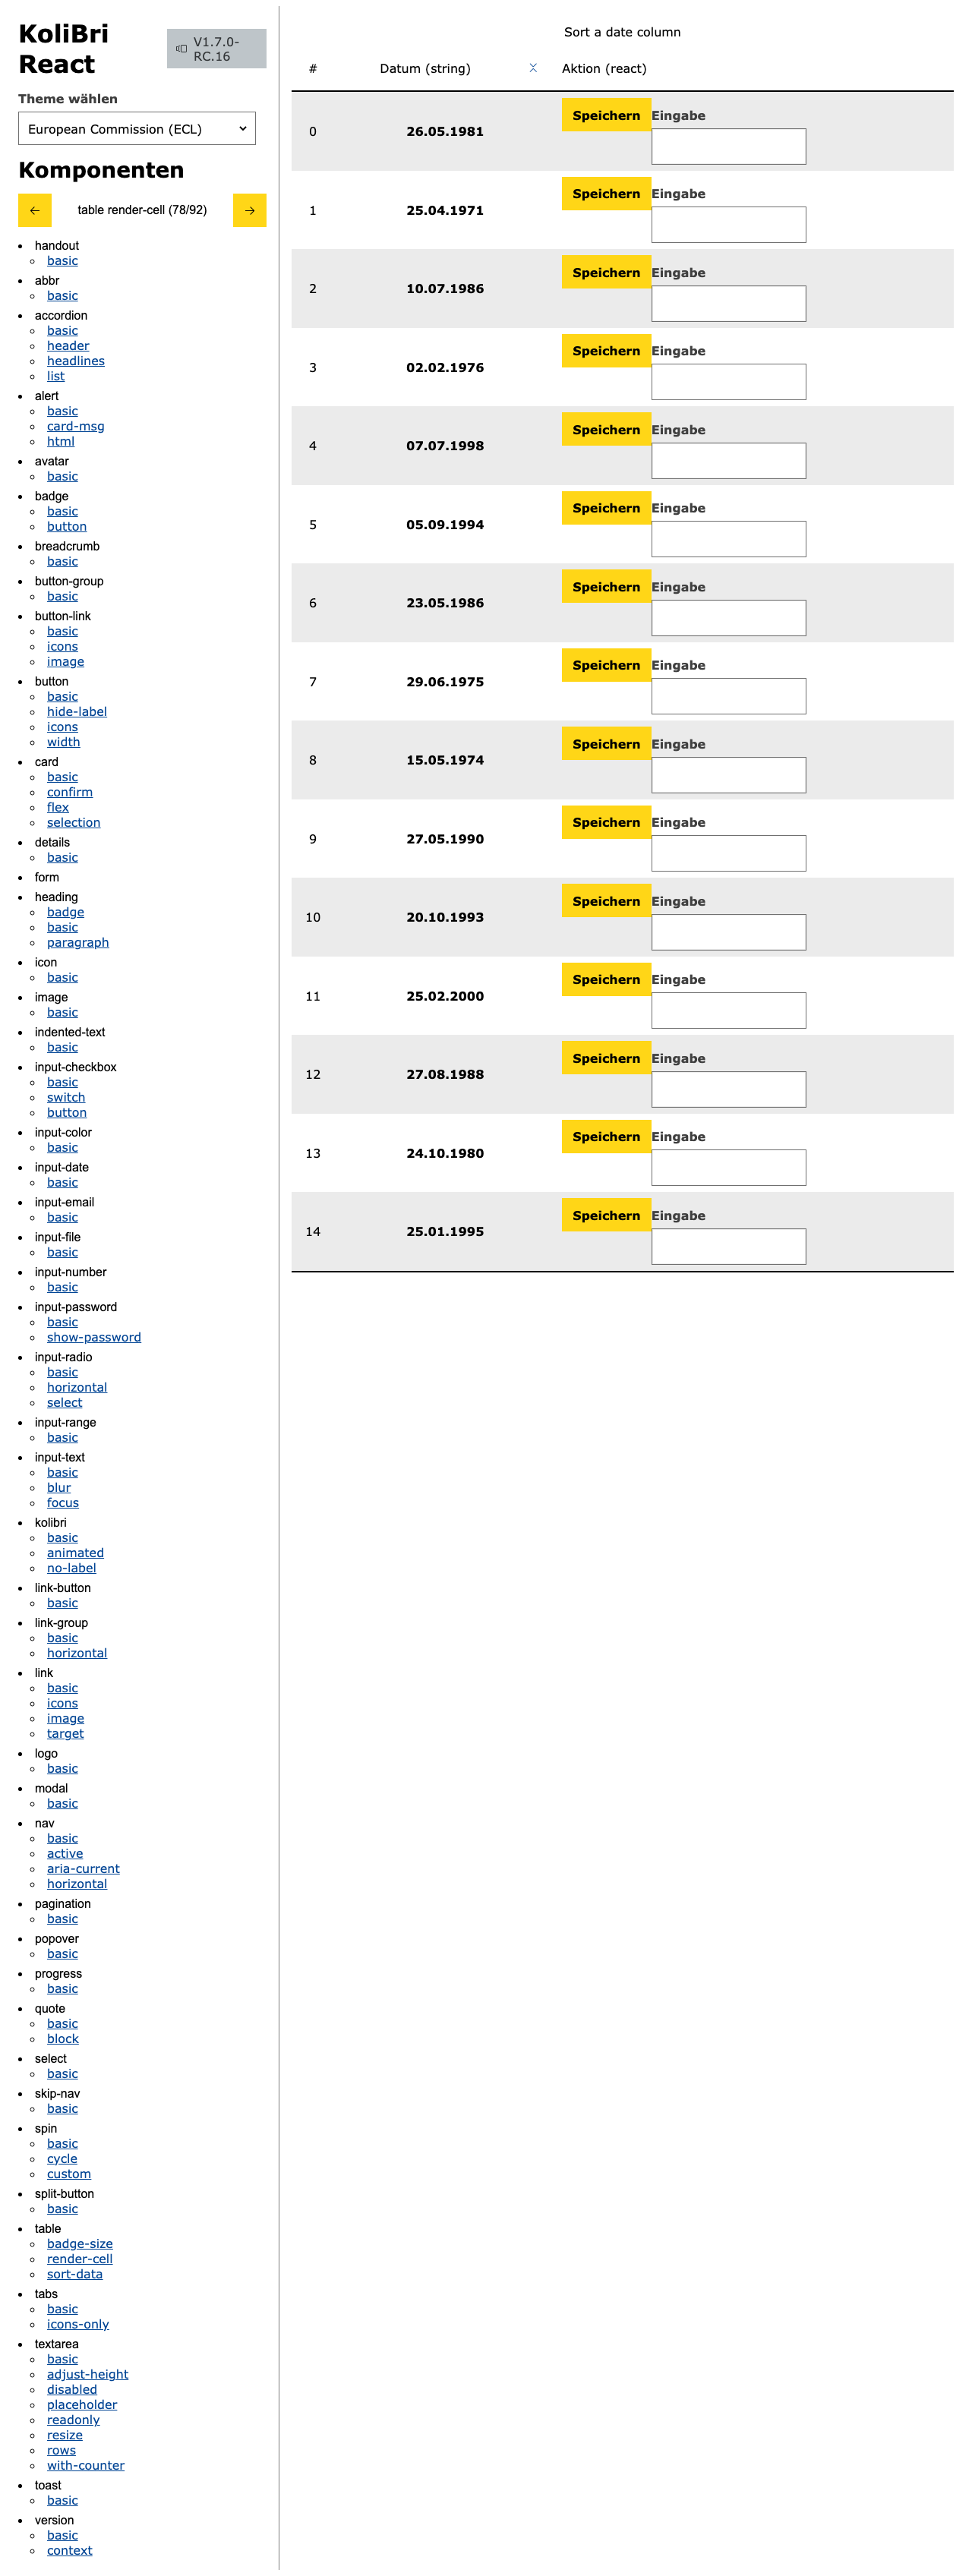 KoliBri
React
V1.7.0-
RC.16
Theme wählen
European Commission (ECL)
Komponenten
← table render-cell (78/92) →
handout
basic
abbr
basic
accordion
basic
header
headlines
list
alert
basic
card-msg
html
avatar
basic
badge
basic
button
breadcrumb
basic
button-group
basic
button-link
basic
icons
image
button
basic
hide-label
icons
width
card
basic
confirm
flex
selection
details
basic
form
heading
badge
basic
paragraph
icon
basic
image
basic
indented-text
basic
input-checkbox
basic
switch
button
input-color
basic
input-date
basic
input-email
basic
input-file
basic
input-number
basic
input-password
basic
show-password
input-radio
basic
horizontal
select
input-range
basic
input-text
basic
blur
focus
kolibri
basic
animated
no-label
link-button
basic
link-group
basic
horizontal
link
basic
icons
image
target
logo
basic
modal
basic
nav
basic
active
aria-current
horizontal
pagination
basic
popover
basic
progress
basic
quote
basic
block
select
basic
skip-nav
basic
spin
basic
cycle
custom
split-button
basic
table
badge-size
render-cell
sort-data
tabs
basic
icons-only
textarea
basic
adjust-height
disabled
placeholder
readonly
resize
rows
with-counter
toast
basic
version
basic
context
Sort a date column
# Datum (string) Aktion (react)
0 26.05.1981 Speichern Eingabe
1 25.04.1971 Speichern Eingabe
2 10.07.1986 Speichern Eingabe
3 02.02.1976 Speichern Eingabe
4 07.07.1998 Speichern Eingabe
5 05.09.1994 Speichern Eingabe
6 23.05.1986 Speichern Eingabe
7 29.06.1975 Speichern Eingabe
8 15.05.1974 Speichern Eingabe
9 27.05.1990 Speichern Eingabe
10 20.10.1993 Speichern Eingabe
11 25.02.2000 Speichern Eingabe
12 27.08.1988 Speichern Eingabe
13 24.10.1980 Speichern Eingabe
14 25.01.1995 Speichern Eingabe